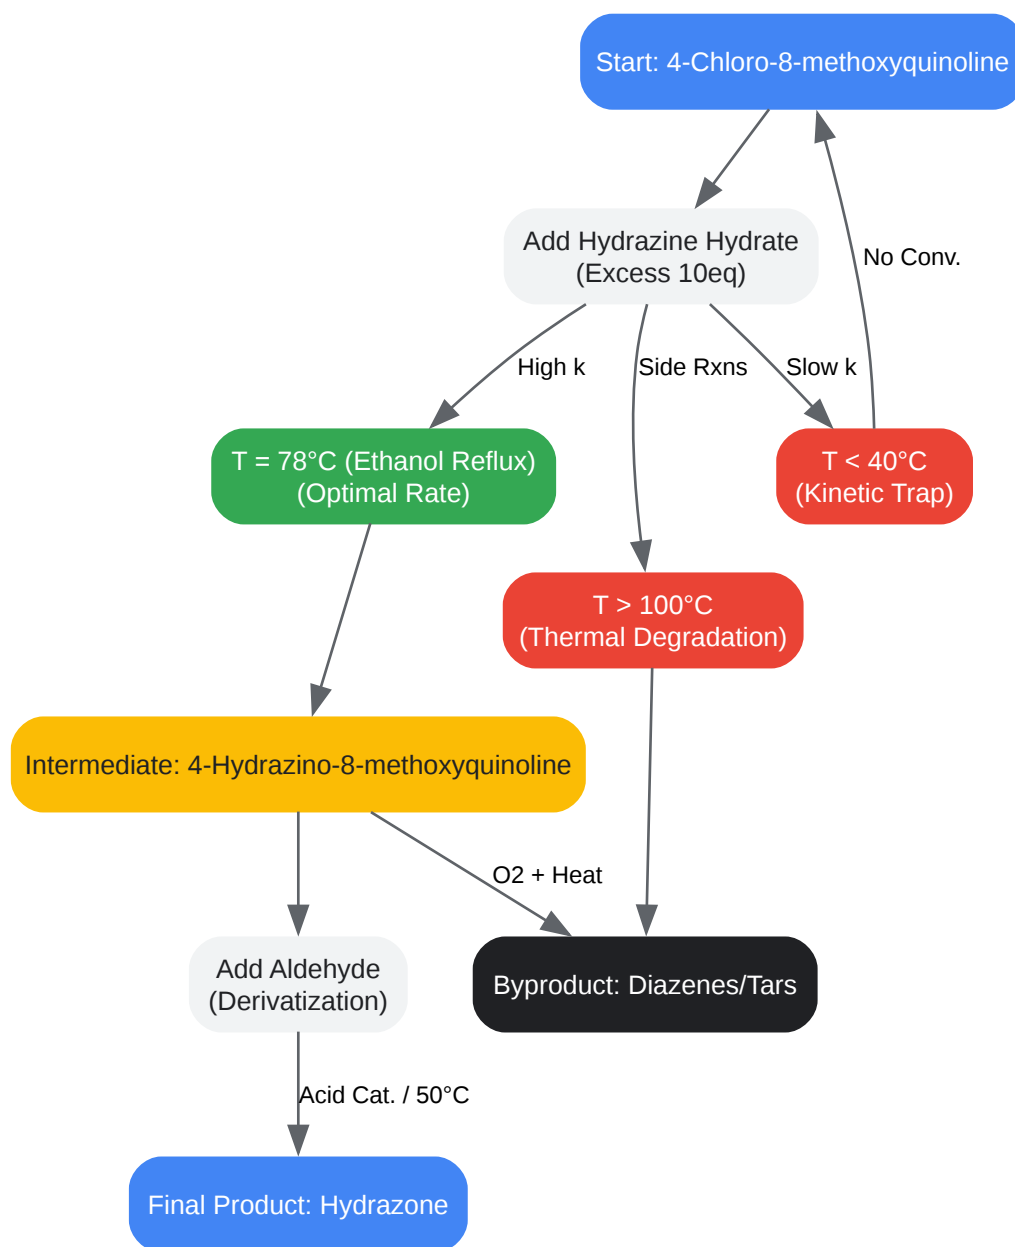 Start: 4-Chloro-8-methoxyquinoline
Add Hydrazine Hydrate
(Excess 10eq)
No Conv.
High k
Side Rxns
Slow k
T = 78°C (Ethanol Reflux)
(Optimal Rate)
T < 40°C
(Kinetic Trap)
T > 100°C
(Thermal Degradation)
Intermediate: 4-Hydrazino-8-methoxyquinoline
O2 + Heat
Add Aldehyde
(Derivatization)
Byproduct: Diazenes/Tars
Acid Cat. / 50°C
Final Product: Hydrazone